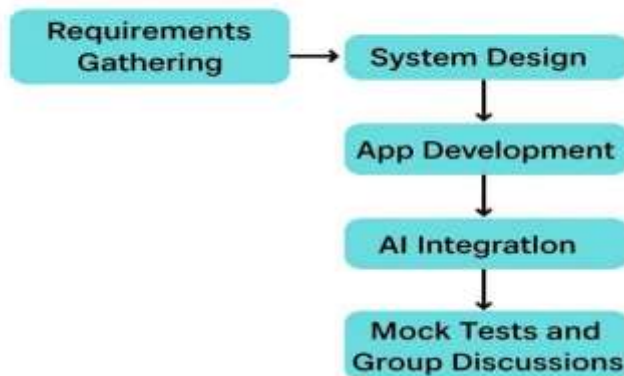 Requirements
Gathering
System Design
App Development
AI Integration
Mock Tests and
Group Discussions